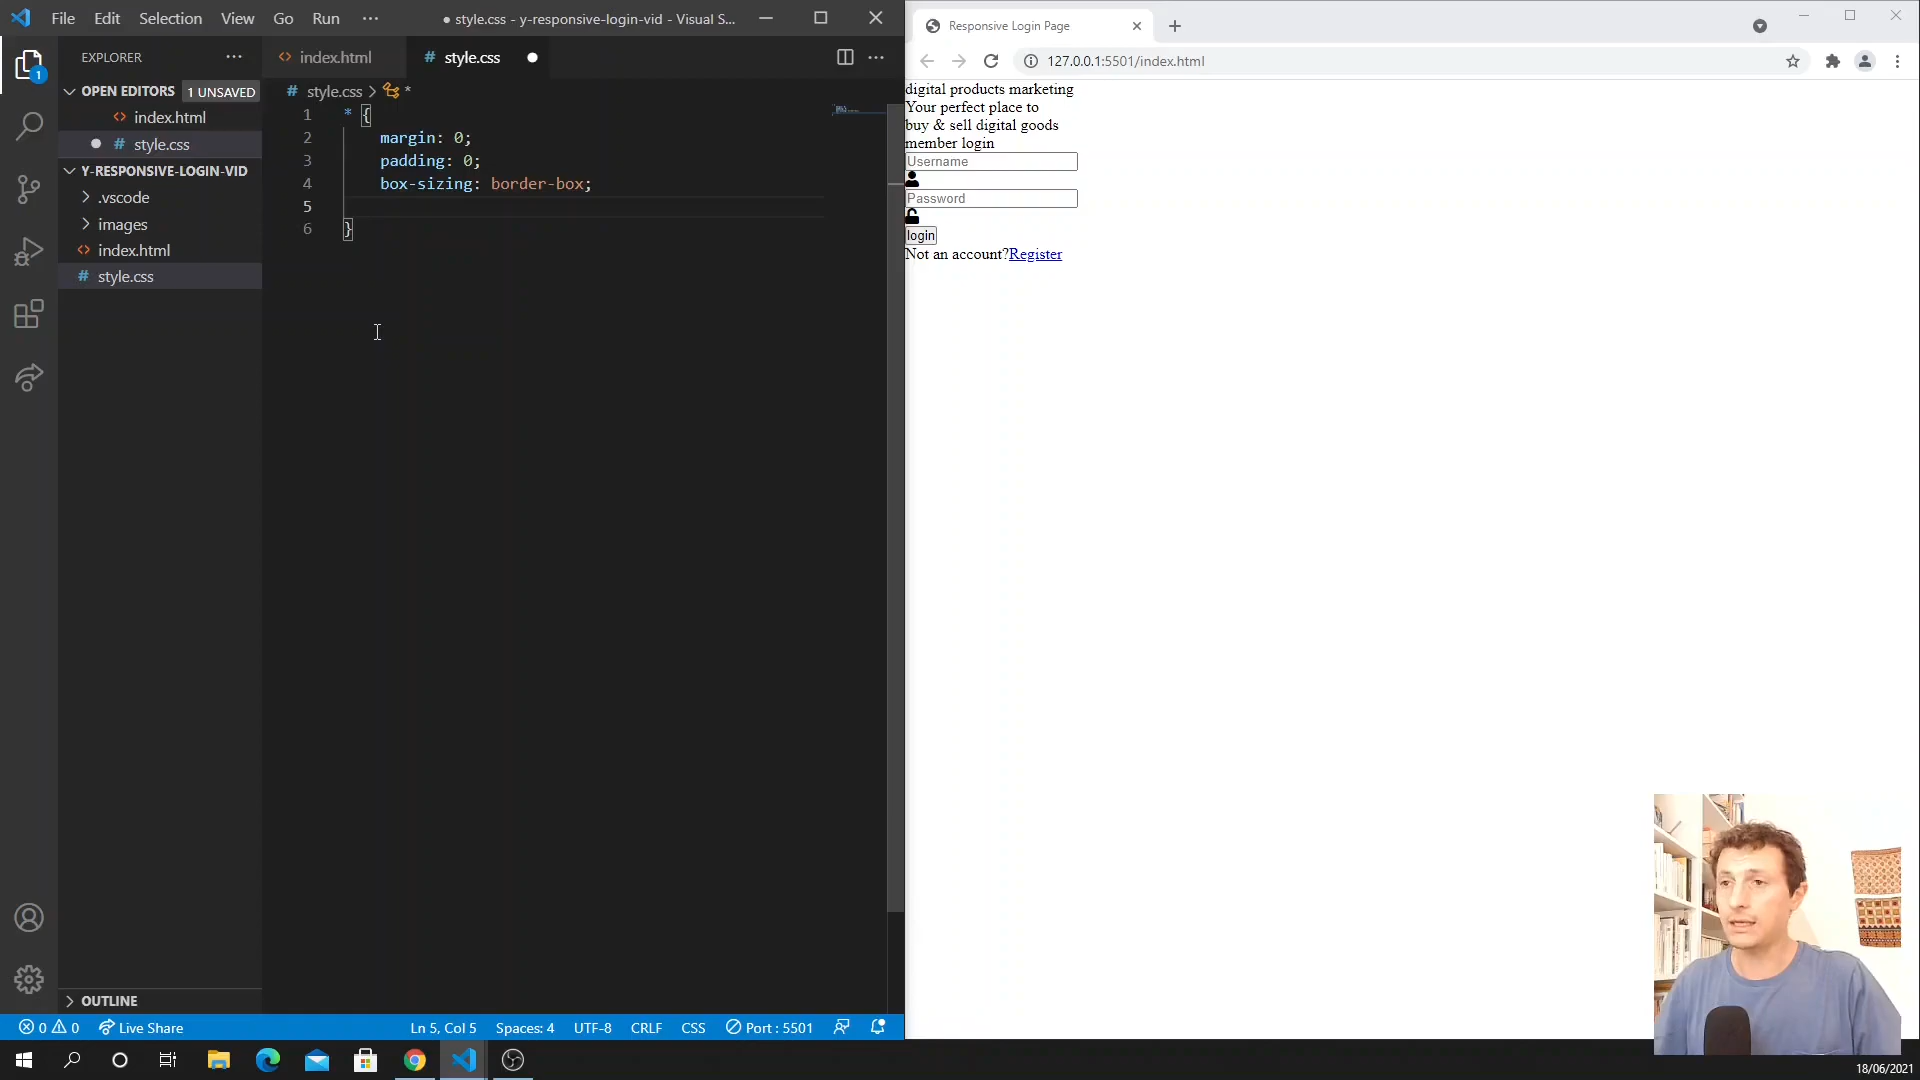 File Edit Selection View Go Run ···
● style.css - y-responsive-login-vid - Visual S...
EXPLORER ···
index.html
# style.css ●
OPEN EDITORS 1 UNSAVED
# style.css > *
index.html
● # style.css
Y-RESPONSIVE-LOGIN-VID
> .vscode
> images
<> index.html
# style.css
1 * {
2 margin: 0;
3 padding: 0;
4 box-sizing: border-box;
5
6 }
1
> OUTLINE
0 0 Live Share
Ln 5, Col 5 Spaces: 4 UTF-8 CRLF CSS Port : 5501
Responsive Login Page
127.0.0.1:5501/index.html
digital products marketing
Your perfect place to
buy & sell digital goods
member login
Username
Password
login
Not an account?Register
18/06/2021